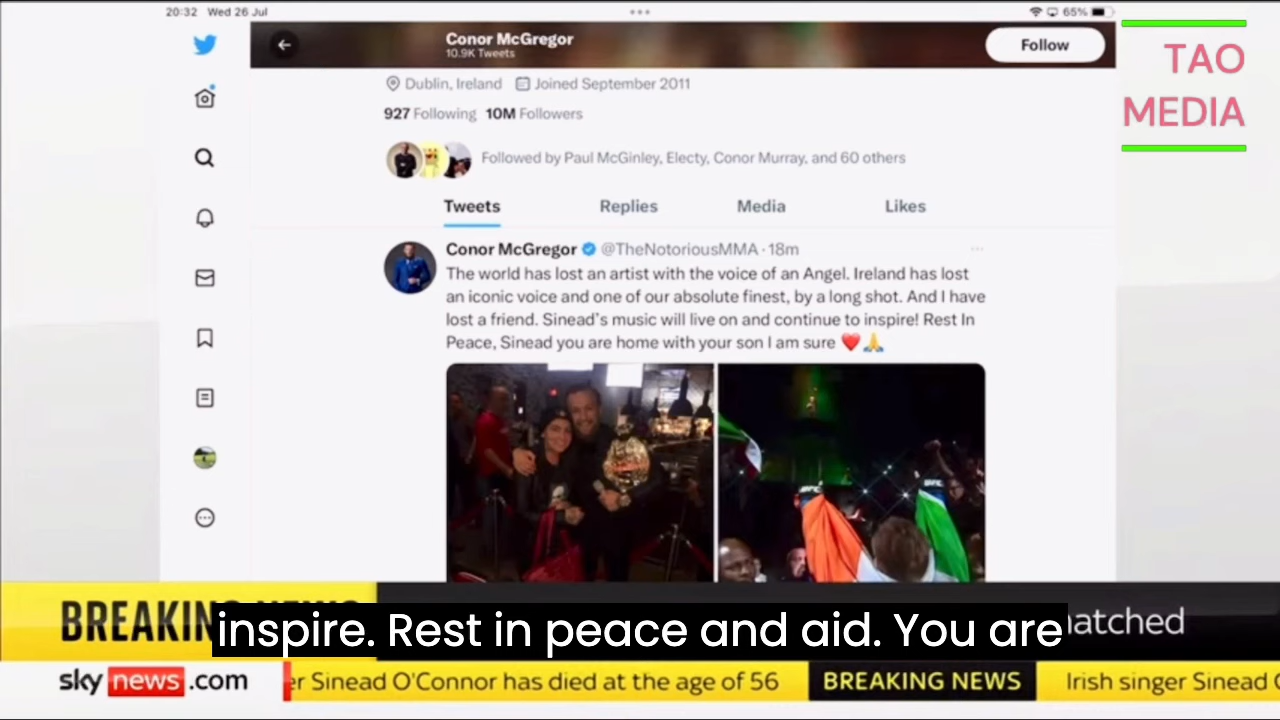 20:32 Wed 26 Jul
65%
Conor McGregor
10.9K Tweets
Follow
TAO
MEDIA
Dublin, Ireland Joined September 2011
927 Following 10M Followers
Followed by Paul McGinley, Electy, Conor Murray, and 60 others
Tweets Replies Media Likes
Conor McGregor @TheNotoriousMMA · 18m
The world has lost an artist with the voice of an Angel. Ireland has lost
an iconic voice and one of our absolute finest, by a long shot. And I have
lost a friend. Sinead's music will live on and continue to inspire! Rest In
Peace, Sinead you are home with your son I am sure ❤️🙏
UFC
UFC
BREAKING NEWS
inspire. Rest in peace and aid. You are
sky news.com
Sinead O'Connor has died at the age of 56 BREAKING NEWS Irish singer Sinead